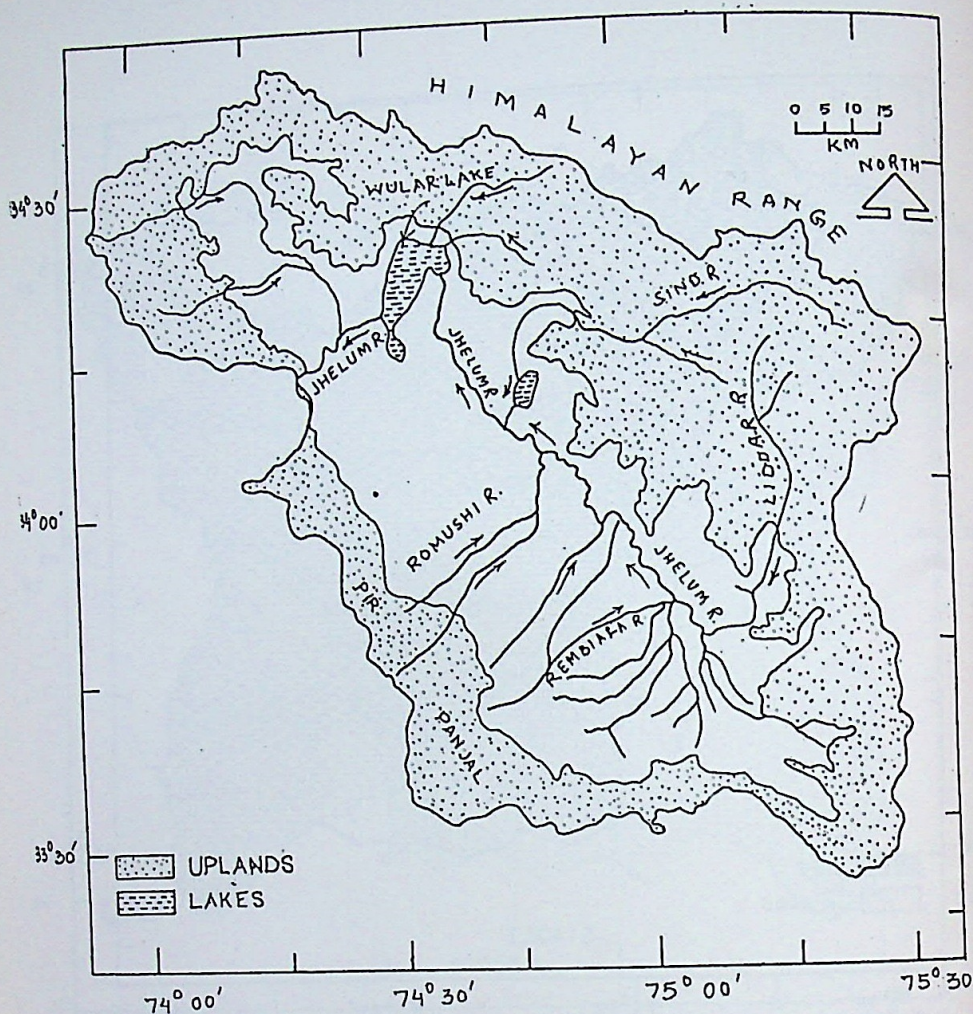 HIMALAYAN RANGE
0 5 10 15
KM
NORTH
34°30'
WULAR LAKE
SIND R.
JHELUM R.
JHELUM R.
LIDDAR R.
34°00'
ROMUSHI R.
JHELUM R.
PIR
REMBIARA R.
PANJAL
33°30'
UPLANDS
LAKES
74°00'
74°30'
75°00'
75°30